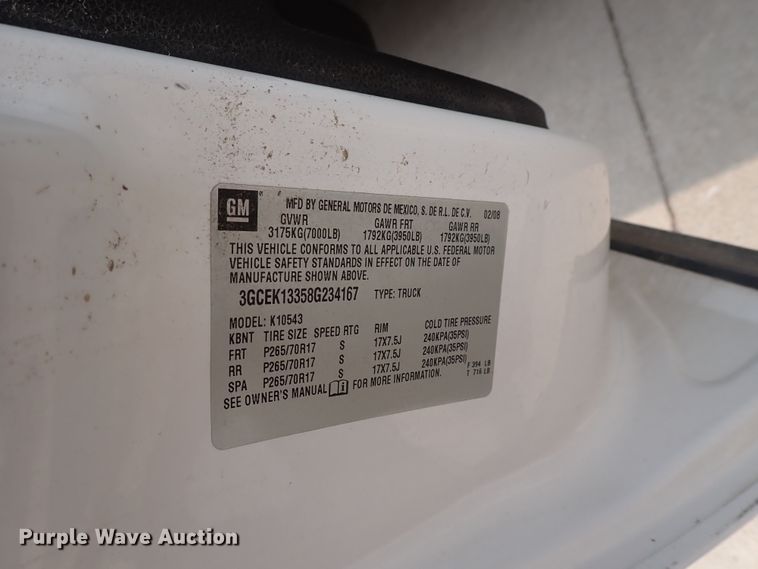 GM
MFD BY GENERAL MOTORS DE MEXICO, S. DE R.L. DE C.V. 02/08
GVWR GAWR FRT GAWR RR
3175KG(7000LB) 1792KG(3950LB) 1792KG(3950LB)
THIS VEHICLE CONFORMS TO ALL APPLICABLE U.S. FEDERAL MOTOR
VEHICLE SAFETY STANDARDS IN EFFECT ON THE DATE OF
MANUFACTURE SHOWN ABOVE.
3GCEK13358G234167 TYPE: TRUCK
MODEL: K10543
KBNT TIRE SIZE SPEED RTG RIM COLD TIRE PRESSURE
FRT P265/70R17 S 17X7.5J 240KPA(35PSI)
RR P265/70R17 S 17X7.5J 240KPA(35PSI)
SPA P265/70R17 S 17X7.5J 240KPA(35PSI)
SEE OWNER'S MANUAL FOR MORE INFORMATION.
F 394 LB
T 716 LB
Purple Wave Auction